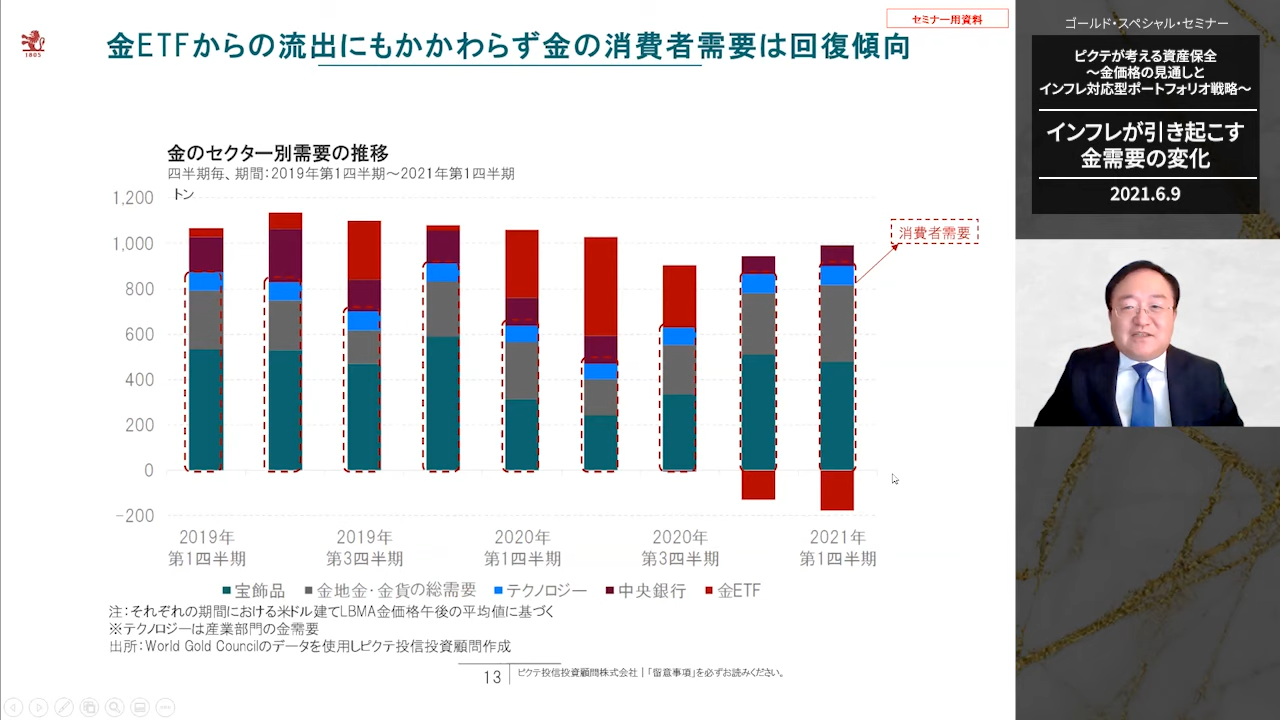 セミナー用資料
1805
金ETFからの流出にもかかわらず金の消費者需要は回復傾向
金のセクター別需要の推移
四半期毎、期間：2019年第1四半期～2021年第1四半期
トン
1,200
1,000
800
600
400
200
0
-200
消費者需要
2019年
第1四半期
2019年
第3四半期
2020年
第1四半期
2020年
第3四半期
2021年
第1四半期
宝飾品 金地金・金貨の総需要 テクノロジー 中央銀行 金ETF
注：それぞれの期間における米ドル建てLBMA金価格午後の平均値に基づく
※テクノロジーは産業部門の金需要
出所：World Gold Councilのデータを使用しピクテ投信投資顧問作成
13 ピクテ投信投資顧問株式会社｜「留意事項」を必ずお読みください。
ゴールド・スペシャル・セミナー
ピクテが考える資産保全
～金価格の見通しと
インフレ対応型ポートフォリオ戦略～
インフレが引き起こす
金需要の変化
2021.6.9